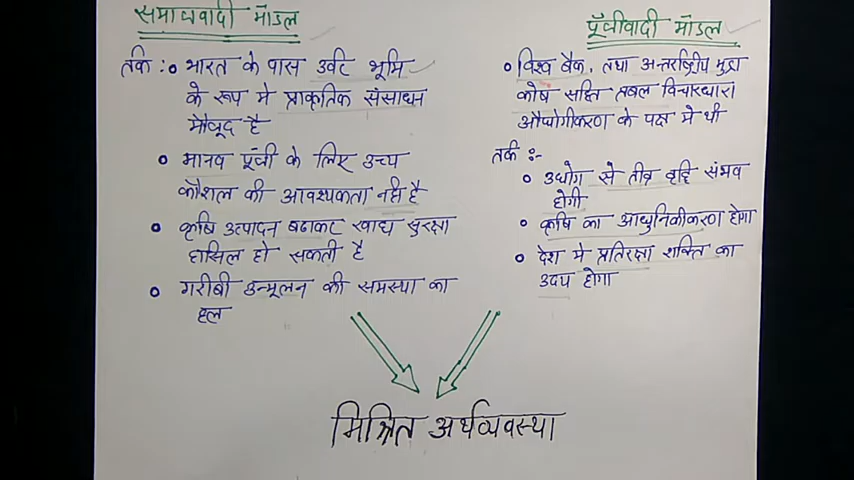 समाजवादी मॉडल
तर्क : भारत के पास उर्वर भूमि
के रूप मे प्राकृतिक संसाधन
मौजूद है
मानव पूँजी के लिए उच्च
कौशल की आवश्यकता नही है
कृषि उत्पादन बढाकर खाद्य सुरक्षा
हासिल हो सकती है
गरीबी उन्मूलन की समस्या का
हल
पूँजीवादी मॉडल
विश्व बैंक, तथा अन्तर्राष्ट्रीय मुद्रा
कोष सहित विचारधारा
औद्योगीकरण के पक्ष मे थी
तर्क :-
उद्योग से तीव्र वृद्दि संभव
होगी
कृषि का आधुनिकीकरण होगा
देश मे प्रतिरक्षा शक्ति का
उदय होगा
मिश्रित अर्थव्यवस्था